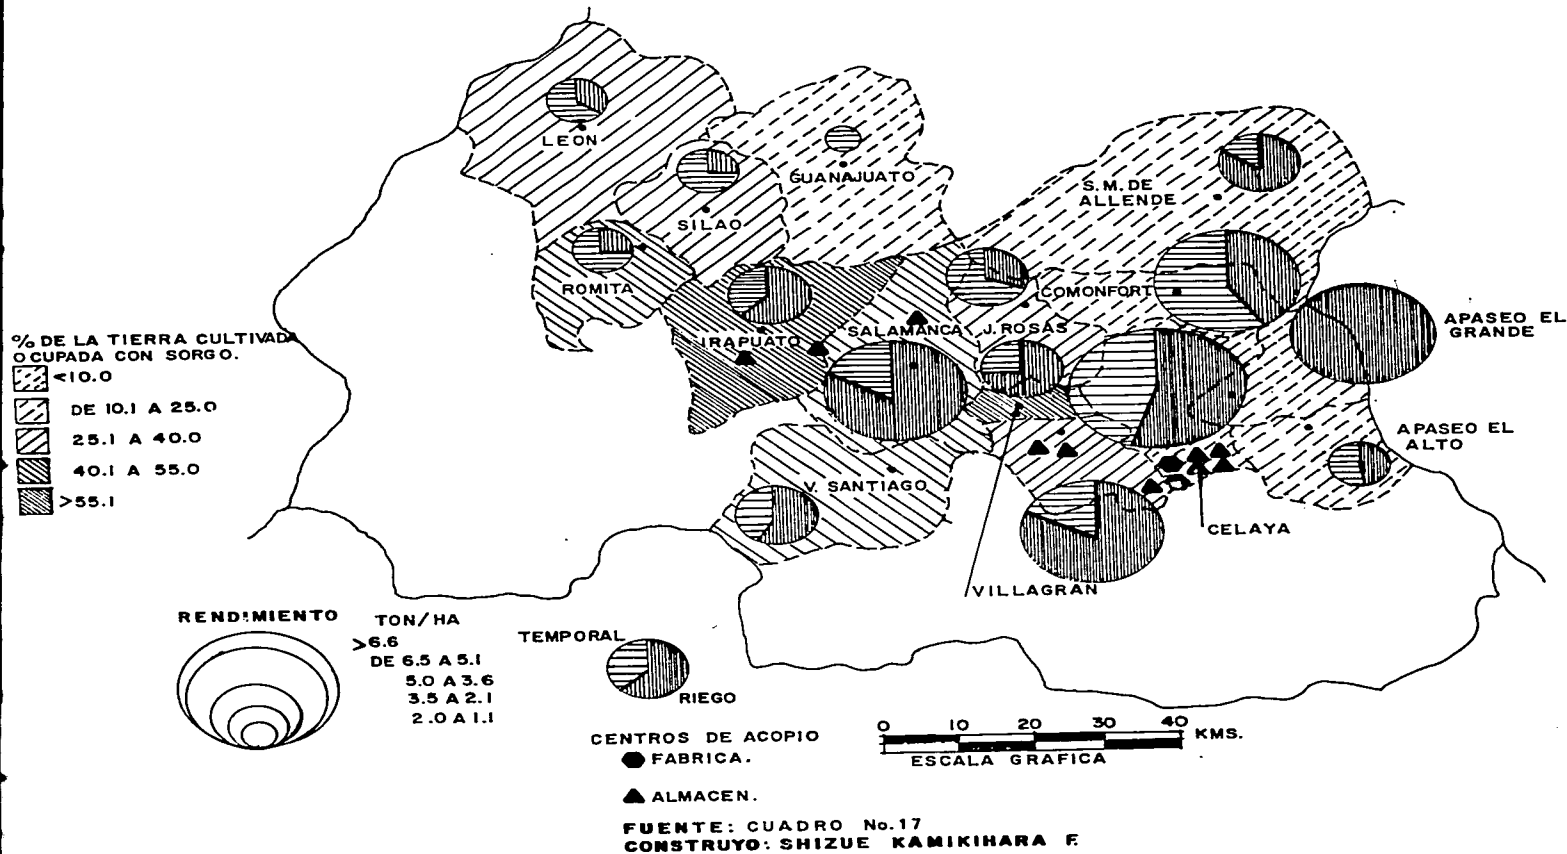 LEON
GUANAJUATO
S.M. DE
ALLENDE
SILAO
ROMITA
COMONFORT
APASEO EL
GRANDE
SALAMANCA
J. ROSAS
IRAPUATO
% DE LA TIERRA CULTIVADA
OCUPADA CON SORGO.
<10.0
DE 10.1 A 25.0
25.1 A 40.0
40.1 A 55.0
>55.1
APASEO EL
ALTO
V. SANTIAGO
CELAYA
VILLAGRAN
RENDIMIENTO
TON/HA
>6.6
DE 6.5 A 5.1
5.0 A 3.6
3.5 A 2.1
2.0 A 1.1
TEMPORAL
RIEGO
CENTROS DE ACOPIO
FABRICA.
ALMACEN.
0 10 20 30 40 KMS.
ESCALA GRAFICA
FUENTE: CUADRO No.17
CONSTRUYO: SHIZUE KAMIKIHARA F.